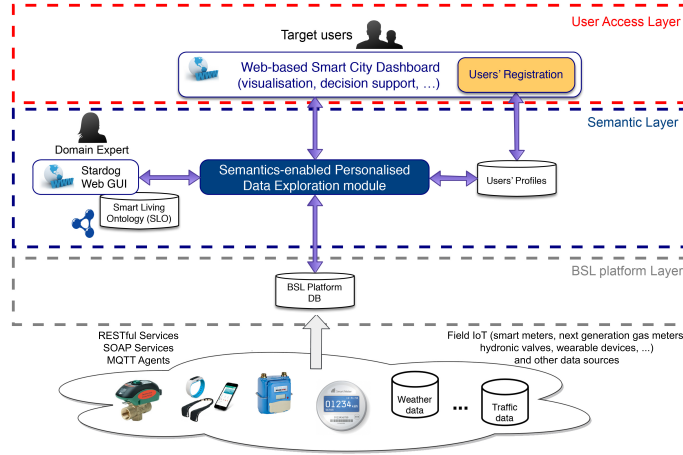 User Access Layer
Target users
Web-based Smart City Dashboard
(visualisation, decision support, ...)
Users' Registration
Semantic Layer
Domain Expert
Stardog
Web GUI
Semantics-enabled Personalised
Data Exploration module
Users' Profiles
Smart Living
Ontology (SLO)
BSL platform Layer
BSL Platform
DB
RESTful Services
SOAP Services
MQTT Agents
Field IoT (smart meters, next generation gas meters
hydronic valves, wearable devices, ...)
and other data sources
01234
Weather
data
...
Traffic
data